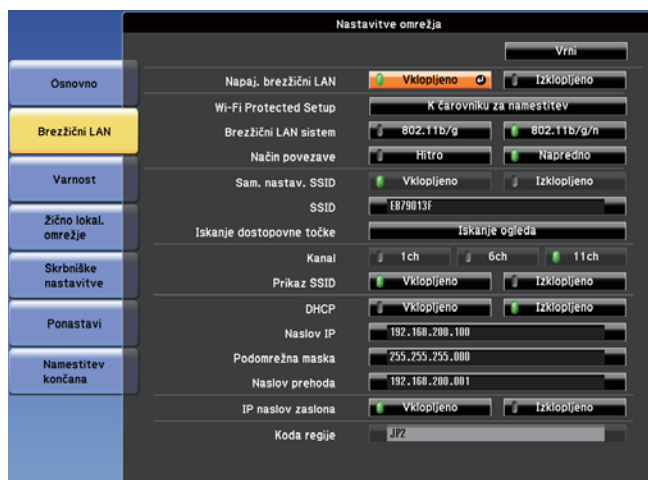 Nastavitve omrežja
Vrni
Osnovno
Brezžični LAN
Varnost
Žično lokal.
omrežje
Skrbniške
nastavitve
Ponastavi
Namestitev
končana
Napaj. brezžični LAN Vklopljeno Izklopljeno
Wi-Fi Protected Setup K čarovniku za namestitev
Brezžični LAN sistem 802.11b/g 802.11b/g/n
Način povezave Hitro Napredno
Sam. nastav. SSID Vklopljeno Izklopljeno
SSID EB79013F
Iskanje dostopovne točke Iskanje ogleda
Kanal 1ch 6ch 11ch
Prikaz SSID Vklopljeno Izklopljeno
DHCP Vklopljeno Izklopljeno
Naslov IP 192.168.200.100
Podomrežna maska 255.255.255.000
Naslov prehoda 192.168.200.001
IP naslov zaslona Vklopljeno Izklopljeno
Koda regije JP2